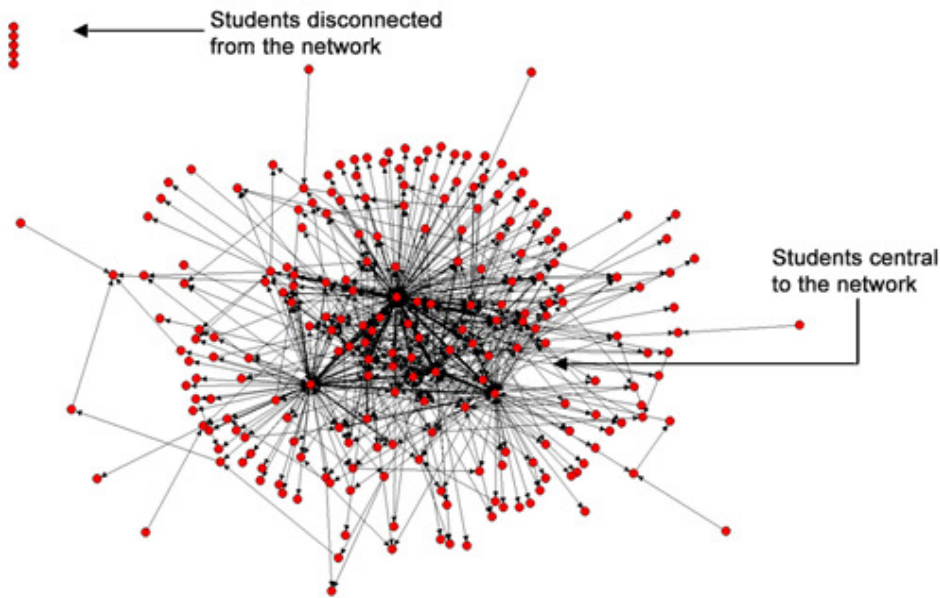 Students disconnected
from the network
Students central
to the network